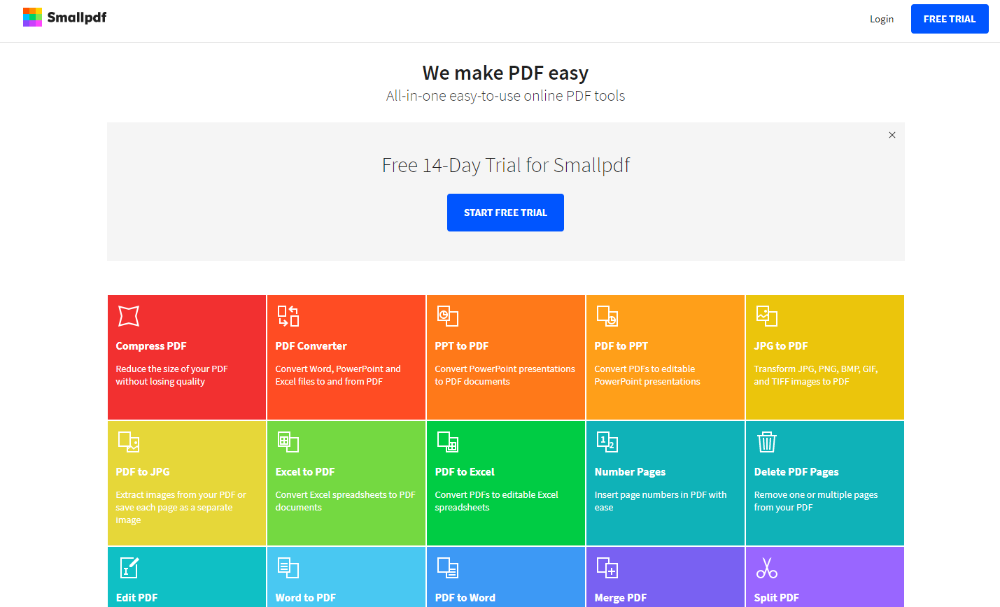 Smallpdf
Login
FREE TRIAL
We make PDF easy
All-in-one easy-to-use online PDF tools
Free 14-Day Trial for Smallpdf
START FREE TRIAL
Compress PDF
Reduce the size of your PDF
without losing quality
PDF Converter
Convert Word, PowerPoint and
Excel files to and from PDF
PPT to PDF
Convert PowerPoint presentations
to PDF documents
PDF to PPT
Convert PDFs to editable
PowerPoint presentations
JPG to PDF
Transform JPG, PNG, BMP, GIF,
and TIFF images to PDF
PDF to JPG
Extract images from your PDF or
save each page as a separate
image
Excel to PDF
Convert Excel spreadsheets to PDF
documents
PDF to Excel
Convert PDFs to editable Excel
spreadsheets
1
2
Number Pages
Insert page numbers in PDF with
ease
Delete PDF Pages
Remove one or multiple pages
from your PDF
Edit PDF
Word to PDF
PDF to Word
Merge PDF
Split PDF